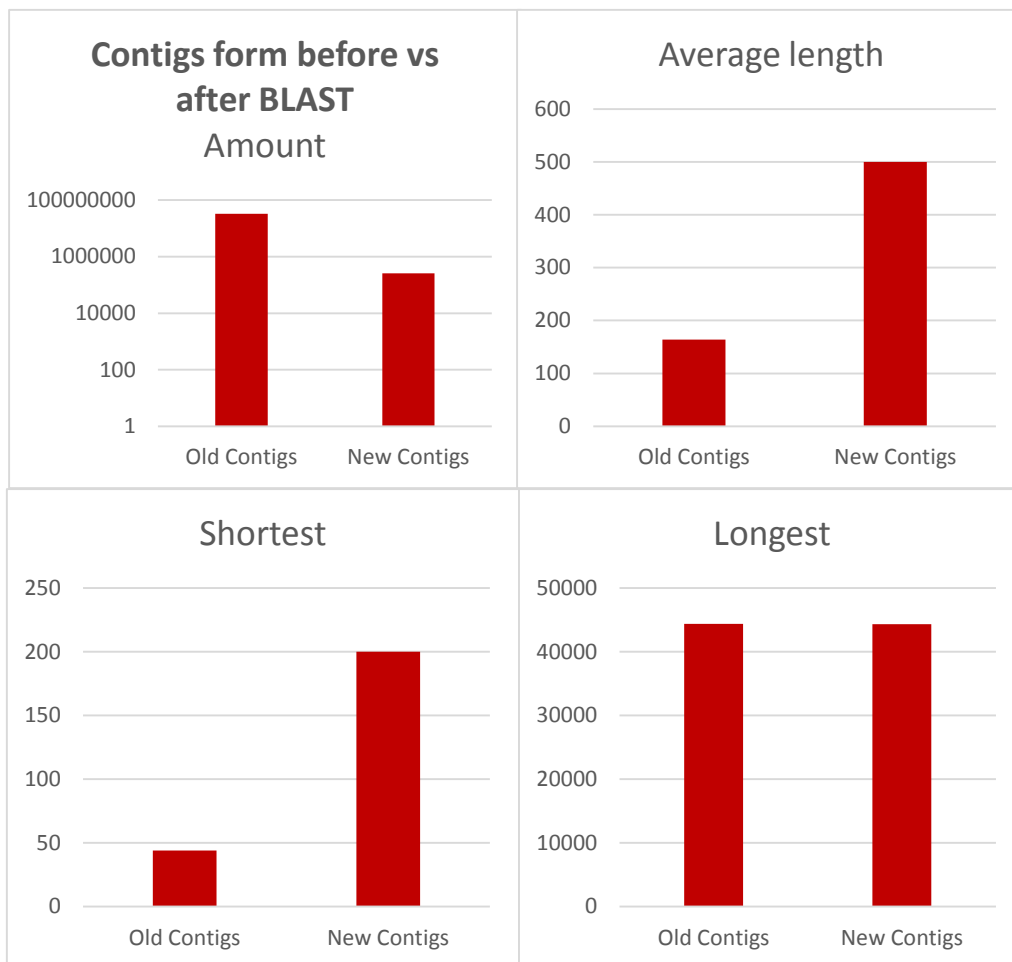 Contigs form before vs
after BLAST
Amount
100000000
1000000
10000
100
1
Old Contigs New Contigs
Average length
600
500
400
300
200
100
0
Old Contigs New Contigs
Shortest
250
200
150
100
50
0
Old Contigs New Contigs
Longest
50000
40000
30000
20000
10000
0
Old Contigs New Contigs